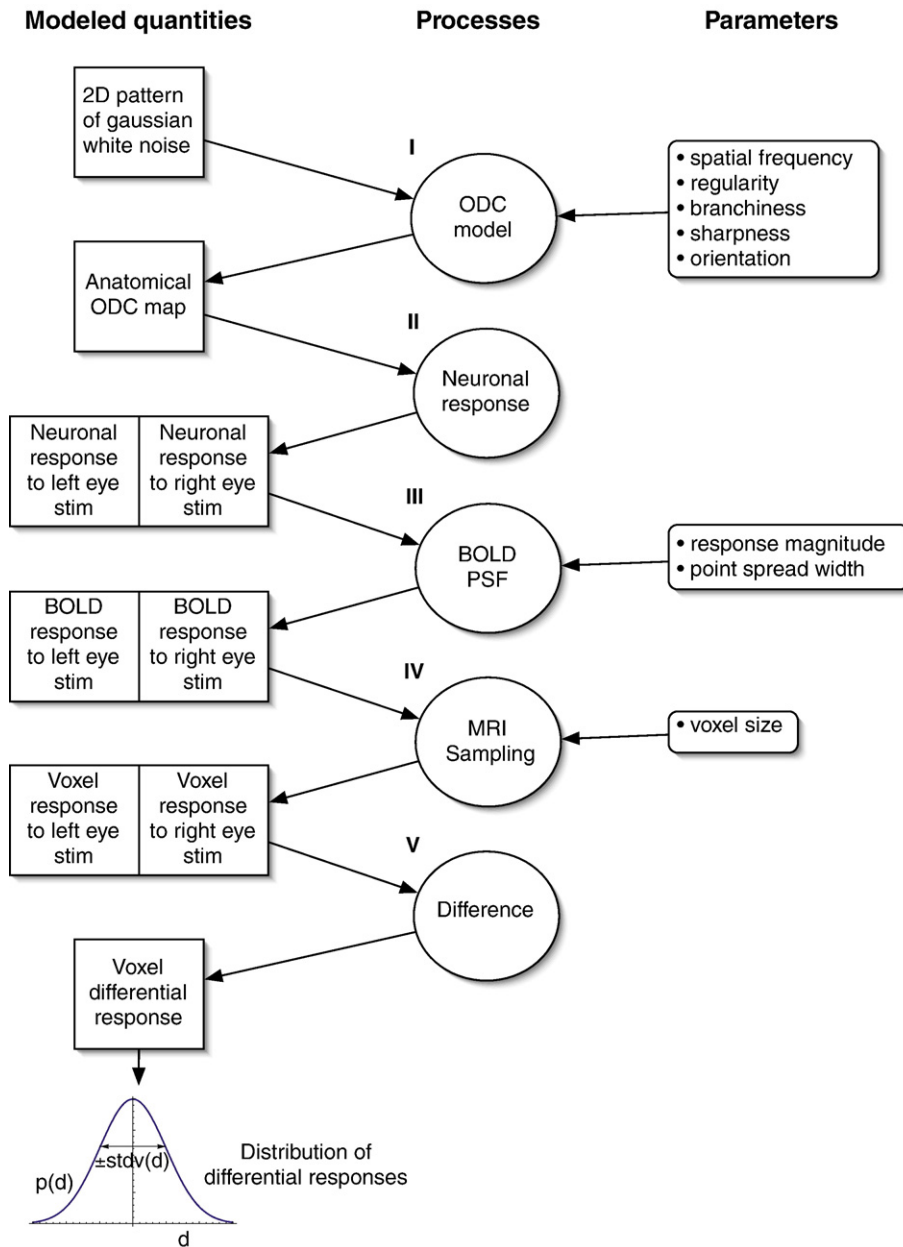 Modeled quantities
Processes
Parameters
2D pattern
of gaussian
white noise
I
ODC
model
• spatial frequency
• regularity
• branchiness
• sharpness
• orientation
Anatomical
ODC map
II
Neuronal
response
Neuronal
response
to left eye
stim
Neuronal
response
to right eye
stim
III
BOLD
PSF
• response magnitude
• point spread width
BOLD
response
to left eye
stim
BOLD
response
to right eye
stim
IV
MRI
Sampling
• voxel size
Voxel
response
to left eye
stim
Voxel
response
to right eye
stim
V
Difference
Voxel
differential
response
±stdv(d)
p(d)
d
Distribution of
differential responses